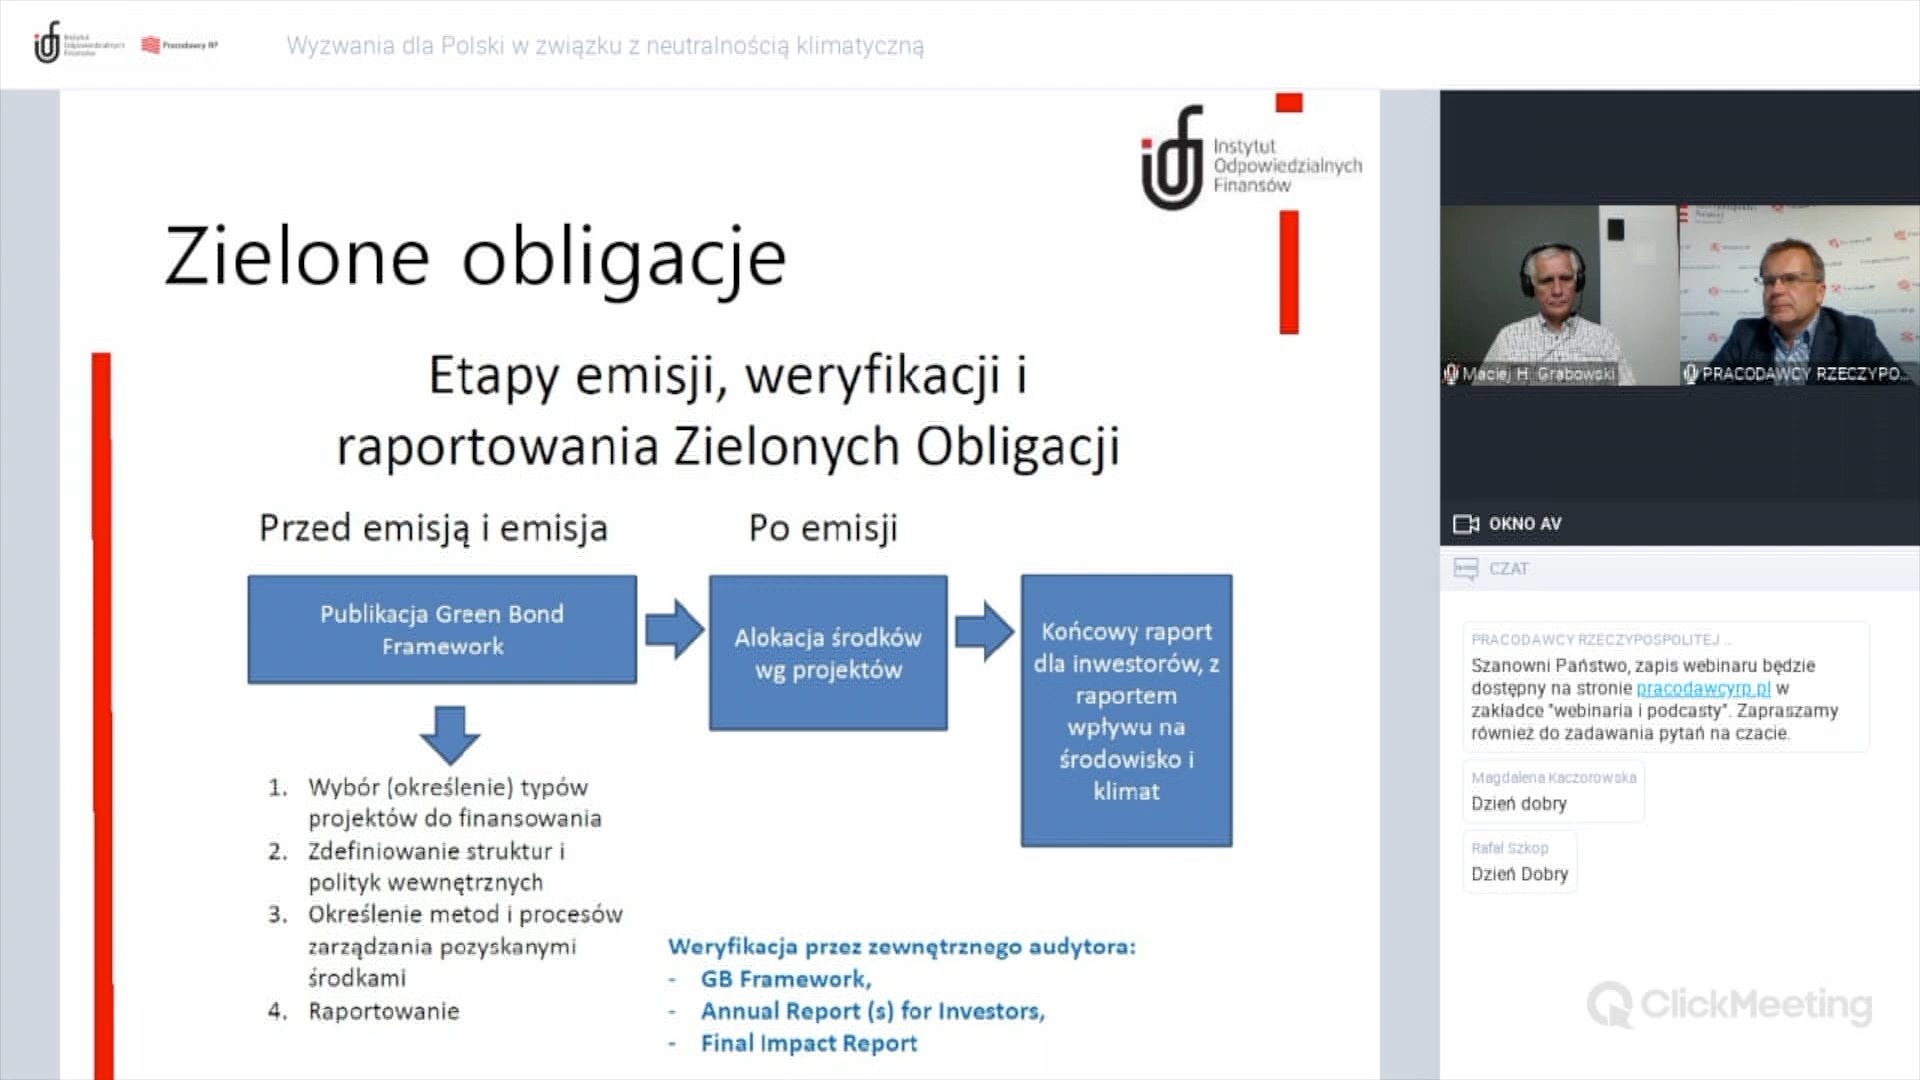 Instytut
Odpowiedzialnych
Finansów
Pracodawcy RP
Wyzwania dla Polski w związku z neutralnością klimatyczną
Instytut
Odpowiedzialnych
Finansów
Zielone obligacje
Etapy emisji, weryfikacji i
raportowania Zielonych Obligacji
Przed emisją i emisja
Po emisji
Publikacja Green Bond
Framework
Alokacja środków
wg projektów
Końcowy raport
dla inwestorów, z
raportem
wpływu na
środowisko i
klimat
1. Wybór (określenie) typów
projektów do finansowania
2. Zdefiniowanie struktur i
polityk wewnętrznych
3. Określenie metod i procesów
zarządzania pozyskanymi
środkami
4. Raportowanie
Weryfikacja przez zewnętrznego audytora:
- GB Framework,
- Annual Report (s) for Investors,
- Final Impact Report
Maciej H. Grabowski
PRACODAWCY RZECZYPO...
OKNO AV
CZAT
PRACODAWCY RZECZYPOSPOLITEJ ...
Szanowni Państwo, zapis webinaru będzie
dostępny na stronie pracodawcyrp.pl w
zakładce "webinaria i podcasty". Zapraszamy
również do zadawania pytań na czacie.
Magdalena Kaczorowska
Dzień dobry
Rafał Szkop
Dzień Dobry
ClickMeeting